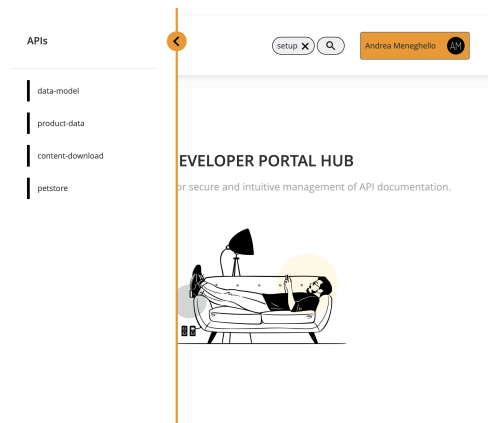 APIs
setup
Andrea Meneghello
AM
data-model
product-data
content-download
petstore
EVELOPER PORTAL HUB
or secure and intuitive management of API documentation.